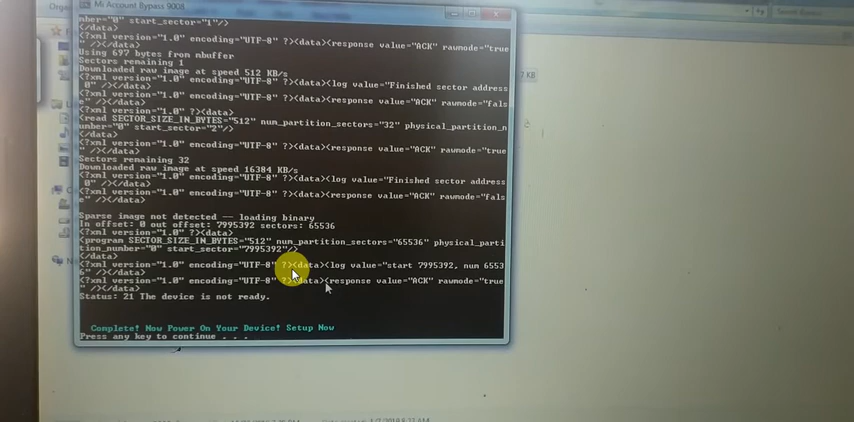 Mi Account Bypass 9008
mber="0" start_sector="1"/>
</data>
<?xml version="1.0" encoding="UTF-8" ?><data><response value="ACK" rawmode="true
" /></data>
Using 697 bytes from mbuffer
Sectors remaining 1
Downloaded raw image at speed 512 KB/s
<?xml version="1.0" encoding="UTF-8" ?><data><log value="Finished sector address
0" /></data>
<?xml version="1.0" encoding="UTF-8" ?><data><response value="ACK" rawmode="fals
e" /></data>
<?xml version="1.0" ?><data>
<read SECTOR_SIZE_IN_BYTES="512" num_partition_sectors="32" physical_partition_n
umber="0" start_sector="2"/>
</data>
<?xml version="1.0" encoding="UTF-8" ?><data><response value="ACK" rawmode="true
" /></data>
Sectors remaining 32
Downloaded raw image at speed 16384 KB/s
<?xml version="1.0" encoding="UTF-8" ?><data><log value="Finished sector address
0" /></data>
<?xml version="1.0" encoding="UTF-8" ?><data><response value="ACK" rawmode="fals
e" /></data>
Sparse image not detected -- loading binary
In offset: 0 out offset: 7995392 sectors: 65536
<?xml version="1.0" ?><data>
<program SECTOR_SIZE_IN_BYTES="512" num_partition_sectors="65536" physical_parti
tion_number="0" start_sector="7995392"/>
</data>
<?xml version="1.0" encoding="UTF-8" ?><data><log value="start 7995392, num 6553
6" /></data>
<?xml version="1.0" encoding="UTF-8" ?><data><response value="ACK" rawmode="true
" /></data>
Status: 21 The device is not ready.
Complete! Now Power On Your Device! Setup Now
Press any key to continue . . .
Organ
7 KB